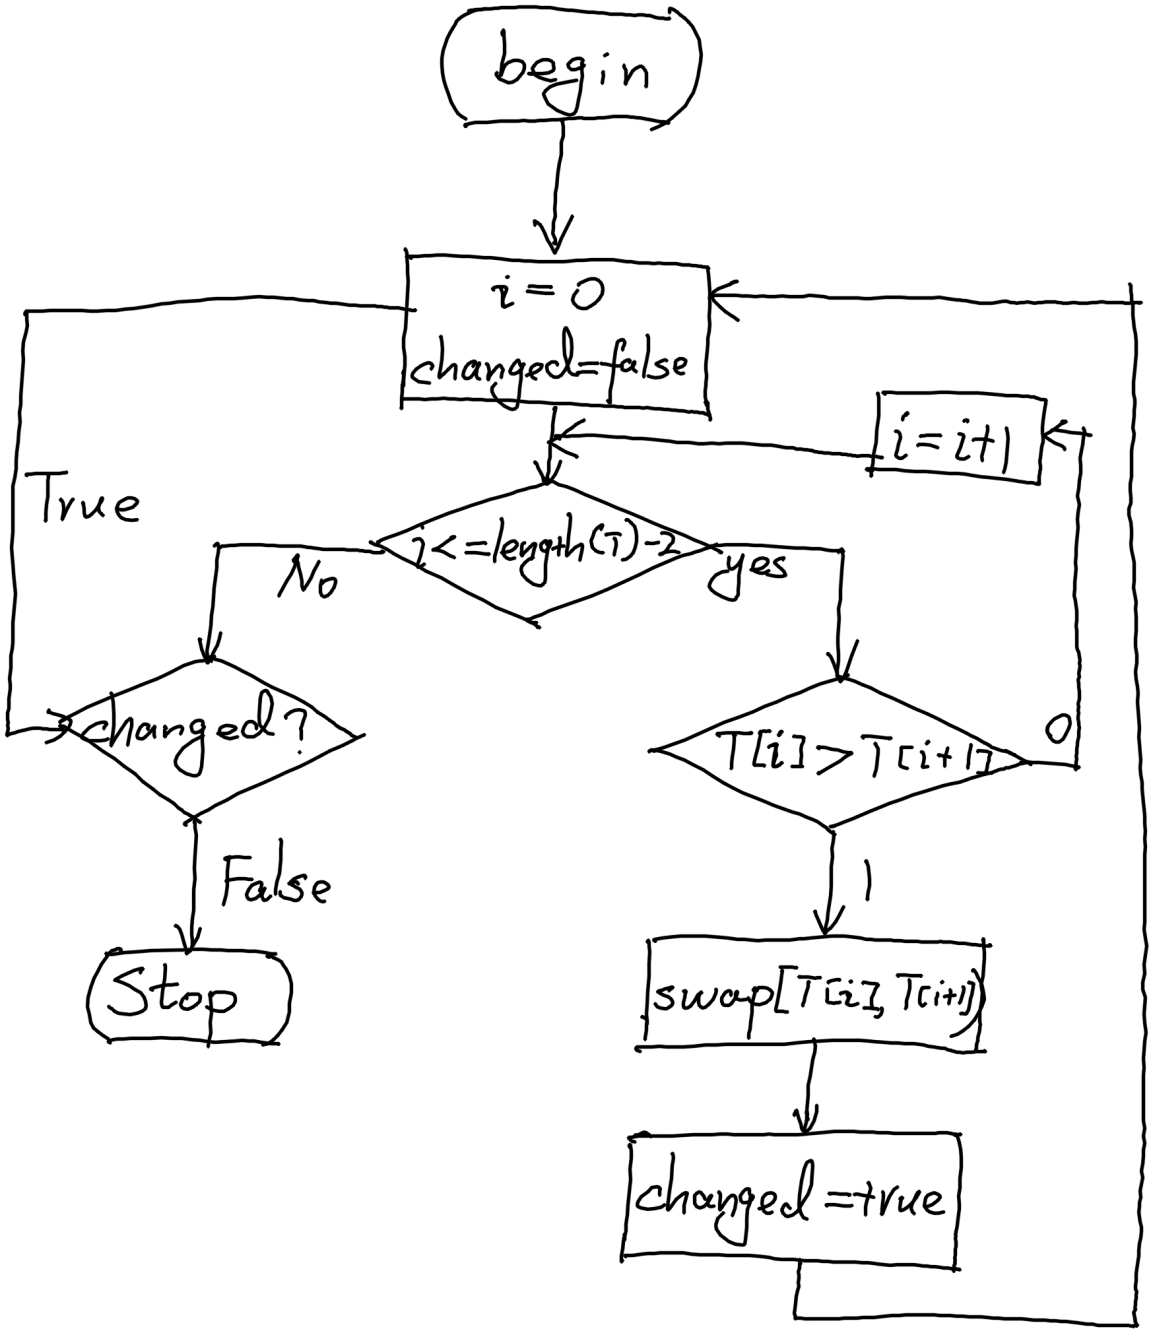 begin
i = 0
changed=false
i = i+1
True
i<=length(T)-2
No
yes
changed?
T[i]>T[i+1]
0
False
1
Stop
swap[T[i], T[i+1])
changed=true